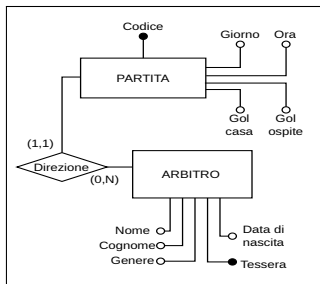 Codice
Giorno
Ora
PARTITA
Gol
casa
Gol
ospite
(1,1)
Direzione
(0,N)
ARBITRO
Nome
Cognome
Genere
Data di
nascita
Tessera